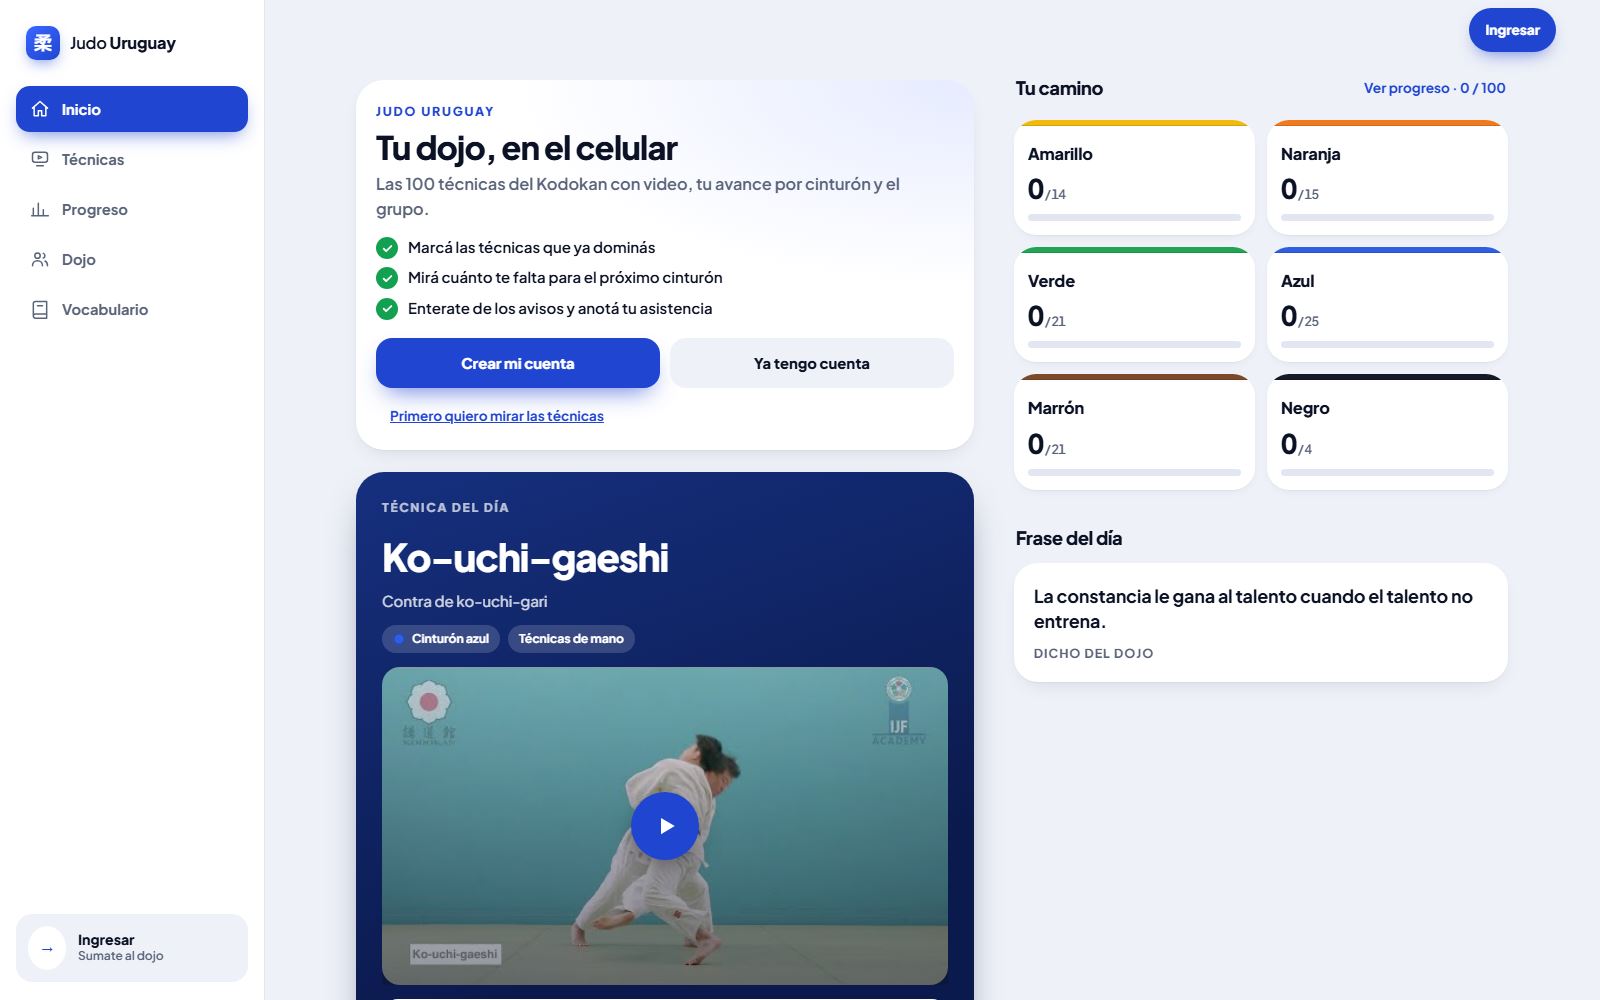 柔 Judo Uruguay
Inicio
Técnicas
Progreso
Dojo
Vocabulario
→ Ingresar
Sumate al dojo
Ingresar
JUDO URUGUAY
Tu dojo, en el celular
Las 100 técnicas del Kodokan con video, tu avance por cinturón y el
grupo.
Marcá las técnicas que ya dominás
Mirá cuánto te falta para el próximo cinturón
Enterate de los avisos y anotá tu asistencia
Crear mi cuenta
Ya tengo cuenta
Primero quiero mirar las técnicas
TÉCNICA DEL DÍA
Ko-uchi-gaeshi
Contra de ko-uchi-gari
Cinturón azul
Técnicas de mano
講道館
KODOKAN
IJF
ACADEMY
Ko-uchi-gaeshi
Tu camino
Ver progreso · 0 / 100
Amarillo
0/14
Naranja
0/15
Verde
0/21
Azul
0/25
Marrón
0/21
Negro
0/4
Frase del día
La constancia le gana al talento cuando el talento no
entrena.
DICHO DEL DOJO